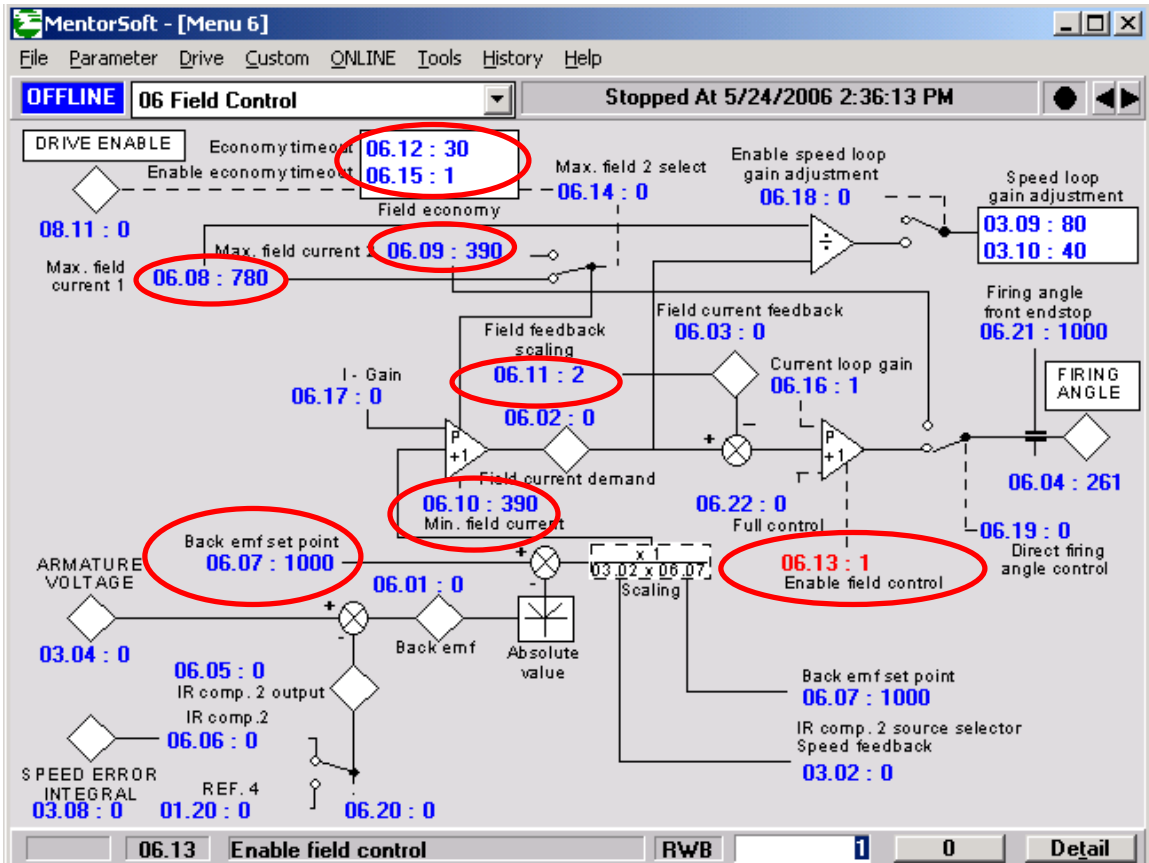 MentorSoft - [Menu 6]
File Parameter Drive Custom ONLINE Tools History Help
OFFLINE 06 Field Control Stopped At 5/24/2006 2:36:13 PM
DRIVE ENABLE
08.11 : 0
Economy timeout 06.12 : 30
Enable economy timeout 06.15 : 1
Field economy
Max. field 2 select
06.14 : 0
Enable speed loop
gain adjustment
06.18 : 0
Speed loop
gain adjustment
03.09 : 80
03.10 : 40
÷
Max. field current 2 06.09 : 390
Max. field
current 1
06.08 : 780
Field feedback
scaling
06.11 : 2
Field current feedback
06.03 : 0
Firing angle
front endstop
06.21 : 1000
I - Gain
06.17 : 0
Current loop gain
06.16 : 1
FIRING
ANGLE
06.02 : 0
P
+1
+
-
P
+1
Field current demand
06.04 : 261
06.10 : 390
Min. field current
06.22 : 0
Full control
06.19 : 0
Direct firing
angle control
Back emf set point
06.07 : 1000
+
-
x 1
03.02 x 06.07
Scaling
06.13 : 1
Enable field control
ARMATURE
VOLTAGE
03.04 : 0
06.01 : 0
+
-
Back emf
Absolute
value
06.05 : 0
IR comp. 2 output
Back emf set point
06.07 : 1000
IR comp.2
06.06 : 0
IR comp. 2 source selector
Speed feedback
03.02 : 0
SPEED ERROR
INTEGRAL
03.08 : 0
REF. 4
01.20 : 0
06.20 : 0
06.13 Enable field control RWB 1 0 Detail